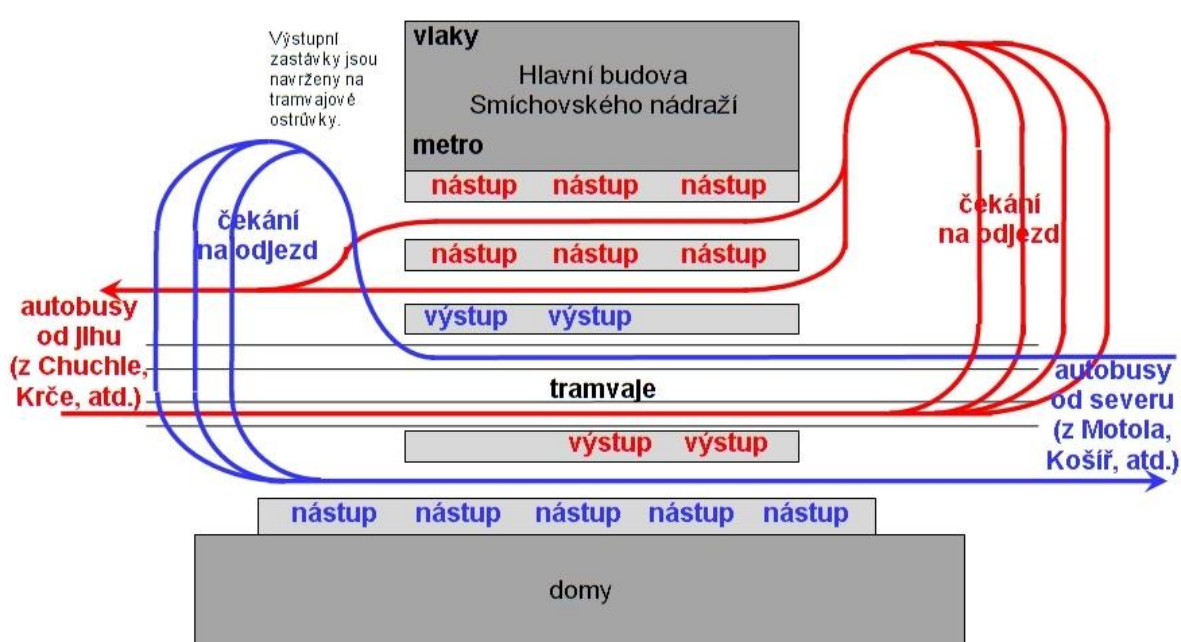 Výstupní
zastávky jsou
navrženy na
tramvajové
ostrůvky.
vlaky
Hlavní budova
Smíchovského nádraží
metro
nástup nástup nástup
čekání
na odjezd
čekání
na odjezd
nástup nástup nástup
autobusy
od jihu
(z Chuchle,
Krče, atd.)
výstup výstup
tramvaje
autobusy
od severu
(z Motola,
Košíř, atd.)
výstup výstup
nástup nástup nástup nástup nástup
domy